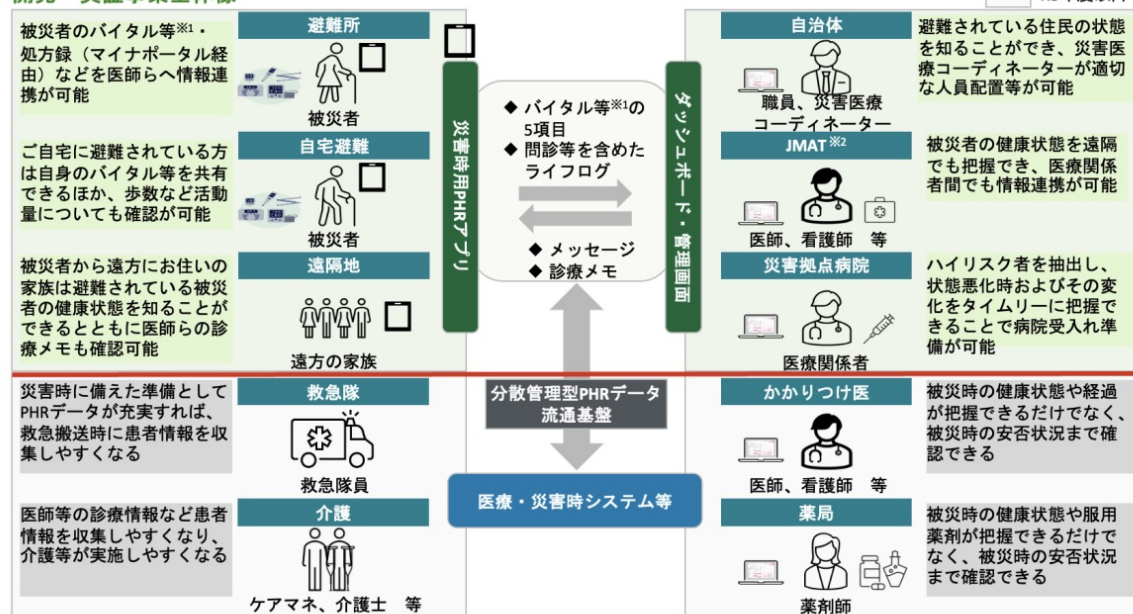 避難所
被災者のバイタル等※1・
処方録（マイナポータル経
由）などを医師らへ情報連
携が可能
被災者
自宅避難
ご自宅に避難されている方
は自身のバイタル等を共有
できるほか、歩数など活動
量についても確認が可能
被災者
遠隔地
被災者から遠方にお住いの
家族は避難されている被災
者の健康状態を知ることが
できるとともに医師らの診
療メモも確認可能
遠方の家族
災害時用PHRアプリ
◆ バイタル等※1の
5項目
◆ 問診等を含めた
ライフログ
◆ メッセージ
◆ 診療メモ
ダッシュボード・管理画面
自治体
職員、災害医療
コーディネーター
避難されている住民の状態
を知ることができ、災害医
療コーディネーターが適切
な人員配置等が可能
JMAT※2
医師、看護師　等
被災者の健康状態を遠隔
でも把握でき、医療関係
者間でも情報連携が可能
災害拠点病院
医療関係者
ハイリスク者を抽出し、
状態悪化時およびその変
化をタイムリーに把握で
きることで病院受入れ準
備が可能
分散管理型PHRデータ
流通基盤
医療・災害時システム等
救急隊
災害時に備えた準備として
PHRデータが充実すれば、
救急搬送時に患者情報を収
集しやすくなる
救急隊員
介護
医師等の診療情報など患者
情報を収集しやすくなり、
介護等が実施しやすくなる
ケアマネ、介護士　等
かかりつけ医
医師、看護師　等
被災時の健康状態や経過
が把握できるだけでなく、
被災時の安否状況まで確
認できる
薬局
薬剤師
被災時の健康状態や服用
薬剤が把握できるだけで
なく、被災時の安否状況
まで確認できる